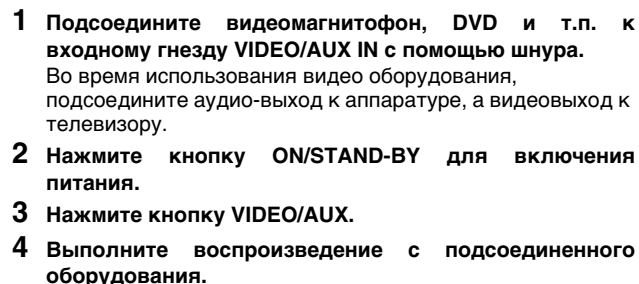 1 Подсоедините видеомагнитофон, DVD и т.п. к
входному гнезду VIDEO/AUX IN с помощью шнура.
Во время использования видео оборудования,
подсоедините аудио-выход к аппаратуре, а видеовыход к
телевизору.
2 Нажмите кнопку ON/STAND-BY для включения
питания.
3 Нажмите кнопку VIDEO/AUX.
4 Выполните воспроизведение с подсоединенного
оборудования.